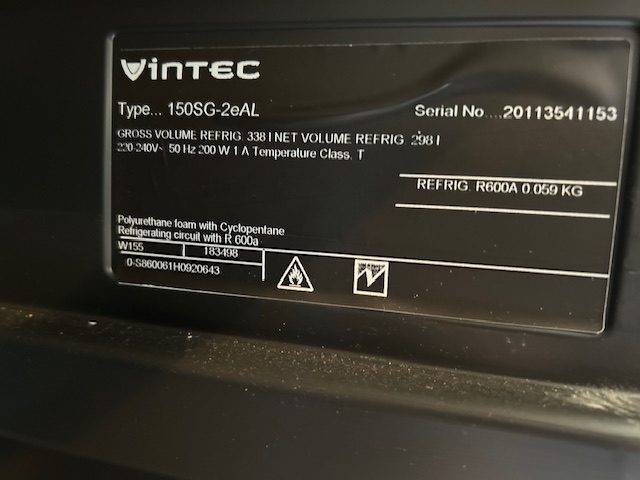 VINTEC
Type... 150SG-2eAL Serial No....20113541153
GROSS VOLUME REFRIG. 338 l NET VOLUME REFRIG. 298 l
220-240V~ 50 Hz 200 W 1 A Temperature Class. T
REFRIG. R600A 0.059 KG
Polyurethane foam with Cyclopentane
Refrigerating circuit with R 600a
W155 183498
0-S860061H0920643